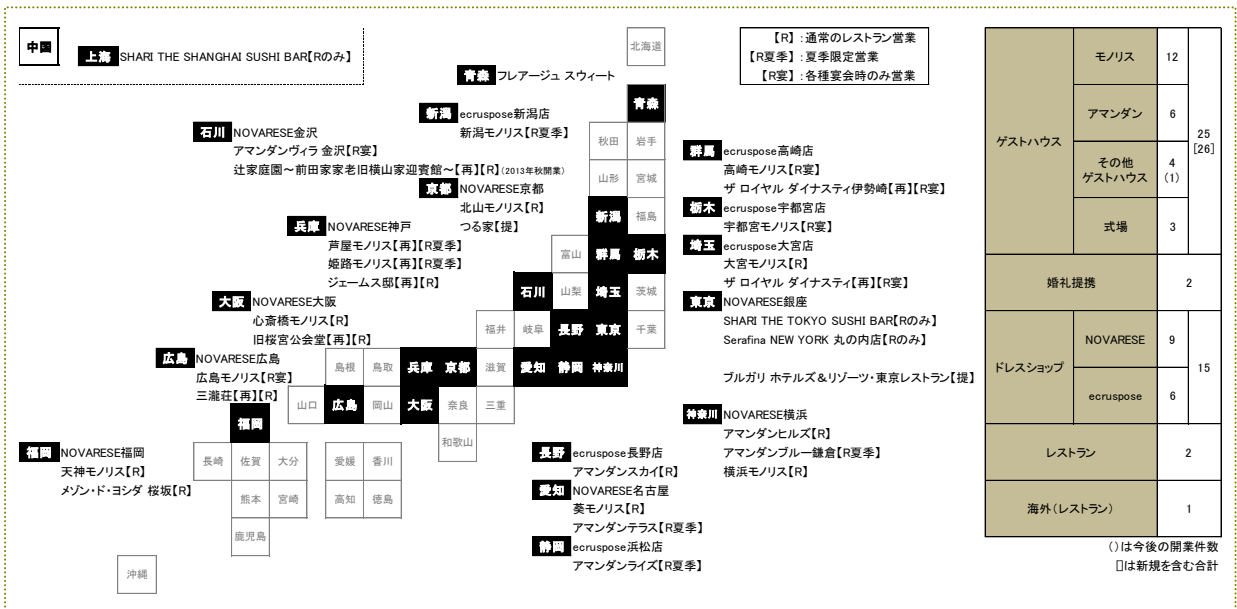 中国
上海 SHARI THE SHANGHAI SUSHI BAR【Rのみ】
【R】：通常のレストラン営業
【R夏季】：夏季限定営業
【R宴】：各種宴会時のみ営業
青森 フレアージュ スウィート
新潟 ecruspose新潟店
新潟モノリス【R夏季】
石川 NOVARESE金沢
アマンダンヴィラ 金沢【R宴】
辻家庭園～前田家家老旧横山家迎賓館～【再】【R】(2013年秋開業)
京都 NOVARESE京都
北山モノリス【R】
つる家【提】
兵庫 NOVARESE神戸
芦屋モノリス【再】【R夏季】
姫路モノリス【再】【R夏季】
ジェームス邸【再】【R】
大阪 NOVARESE大阪
心斎橋モノリス【R】
旧桜宮公会堂【再】【R】
広島 NOVARESE広島
広島モノリス【R宴】
三瀧荘【再】【R】
福岡 NOVARESE福岡
天神モノリス【R】
メゾン・ド・ヨシダ 桜坂【R】
群馬 ecruspose高崎店
高崎モノリス【R宴】
ザ ロイヤル ダイナスティ伊勢崎【再】【R宴】
栃木 ecruspose宇都宮店
宇都宮モノリス【R宴】
埼玉 ecruspose大宮店
大宮モノリス【R】
ザ ロイヤル ダイナスティ【再】【R宴】
東京 NOVARESE銀座
SHARI THE TOKYO SUSHI BAR【Rのみ】
Serafina NEW YORK 丸の内店【Rのみ】
ブルガリ ホテルズ＆リゾーツ・東京レストラン【提】
神奈川 NOVARESE横浜
アマンダンヒルズ【R】
アマンダンブルー鎌倉【R夏季】
横浜モノリス【R】
長野 ecruspose長野店
アマンダンスカイ【R】
愛知 NOVARESE名古屋
葵モノリス【R】
アマンダンテラス【R夏季】
静岡 ecruspose浜松店
アマンダンライズ【R夏季】
北海道
青森
秋田 岩手
山形 宮城
新潟 福島
富山 群馬 栃木
石川 山梨 埼玉 茨城
福井 岐阜 長野 東京 千葉
島根 鳥取 兵庫 京都 滋賀 愛知 静岡 神奈川
山口 広島 岡山 大阪 奈良 三重
福岡 和歌山
長崎 佐賀 大分 愛媛 香川
熊本 宮崎 高知 徳島
鹿児島
沖縄
ゲストハウス モノリス 12 25
[26]
アマンダン 6
その他
ゲストハウス 4
(1)
式場 3
婚礼提携 2
ドレスショップ NOVARESE 9 15
ecruspose 6
レストラン 2
海外(レストラン) 1
()は今後の開業件数
[]は新規を含む合計